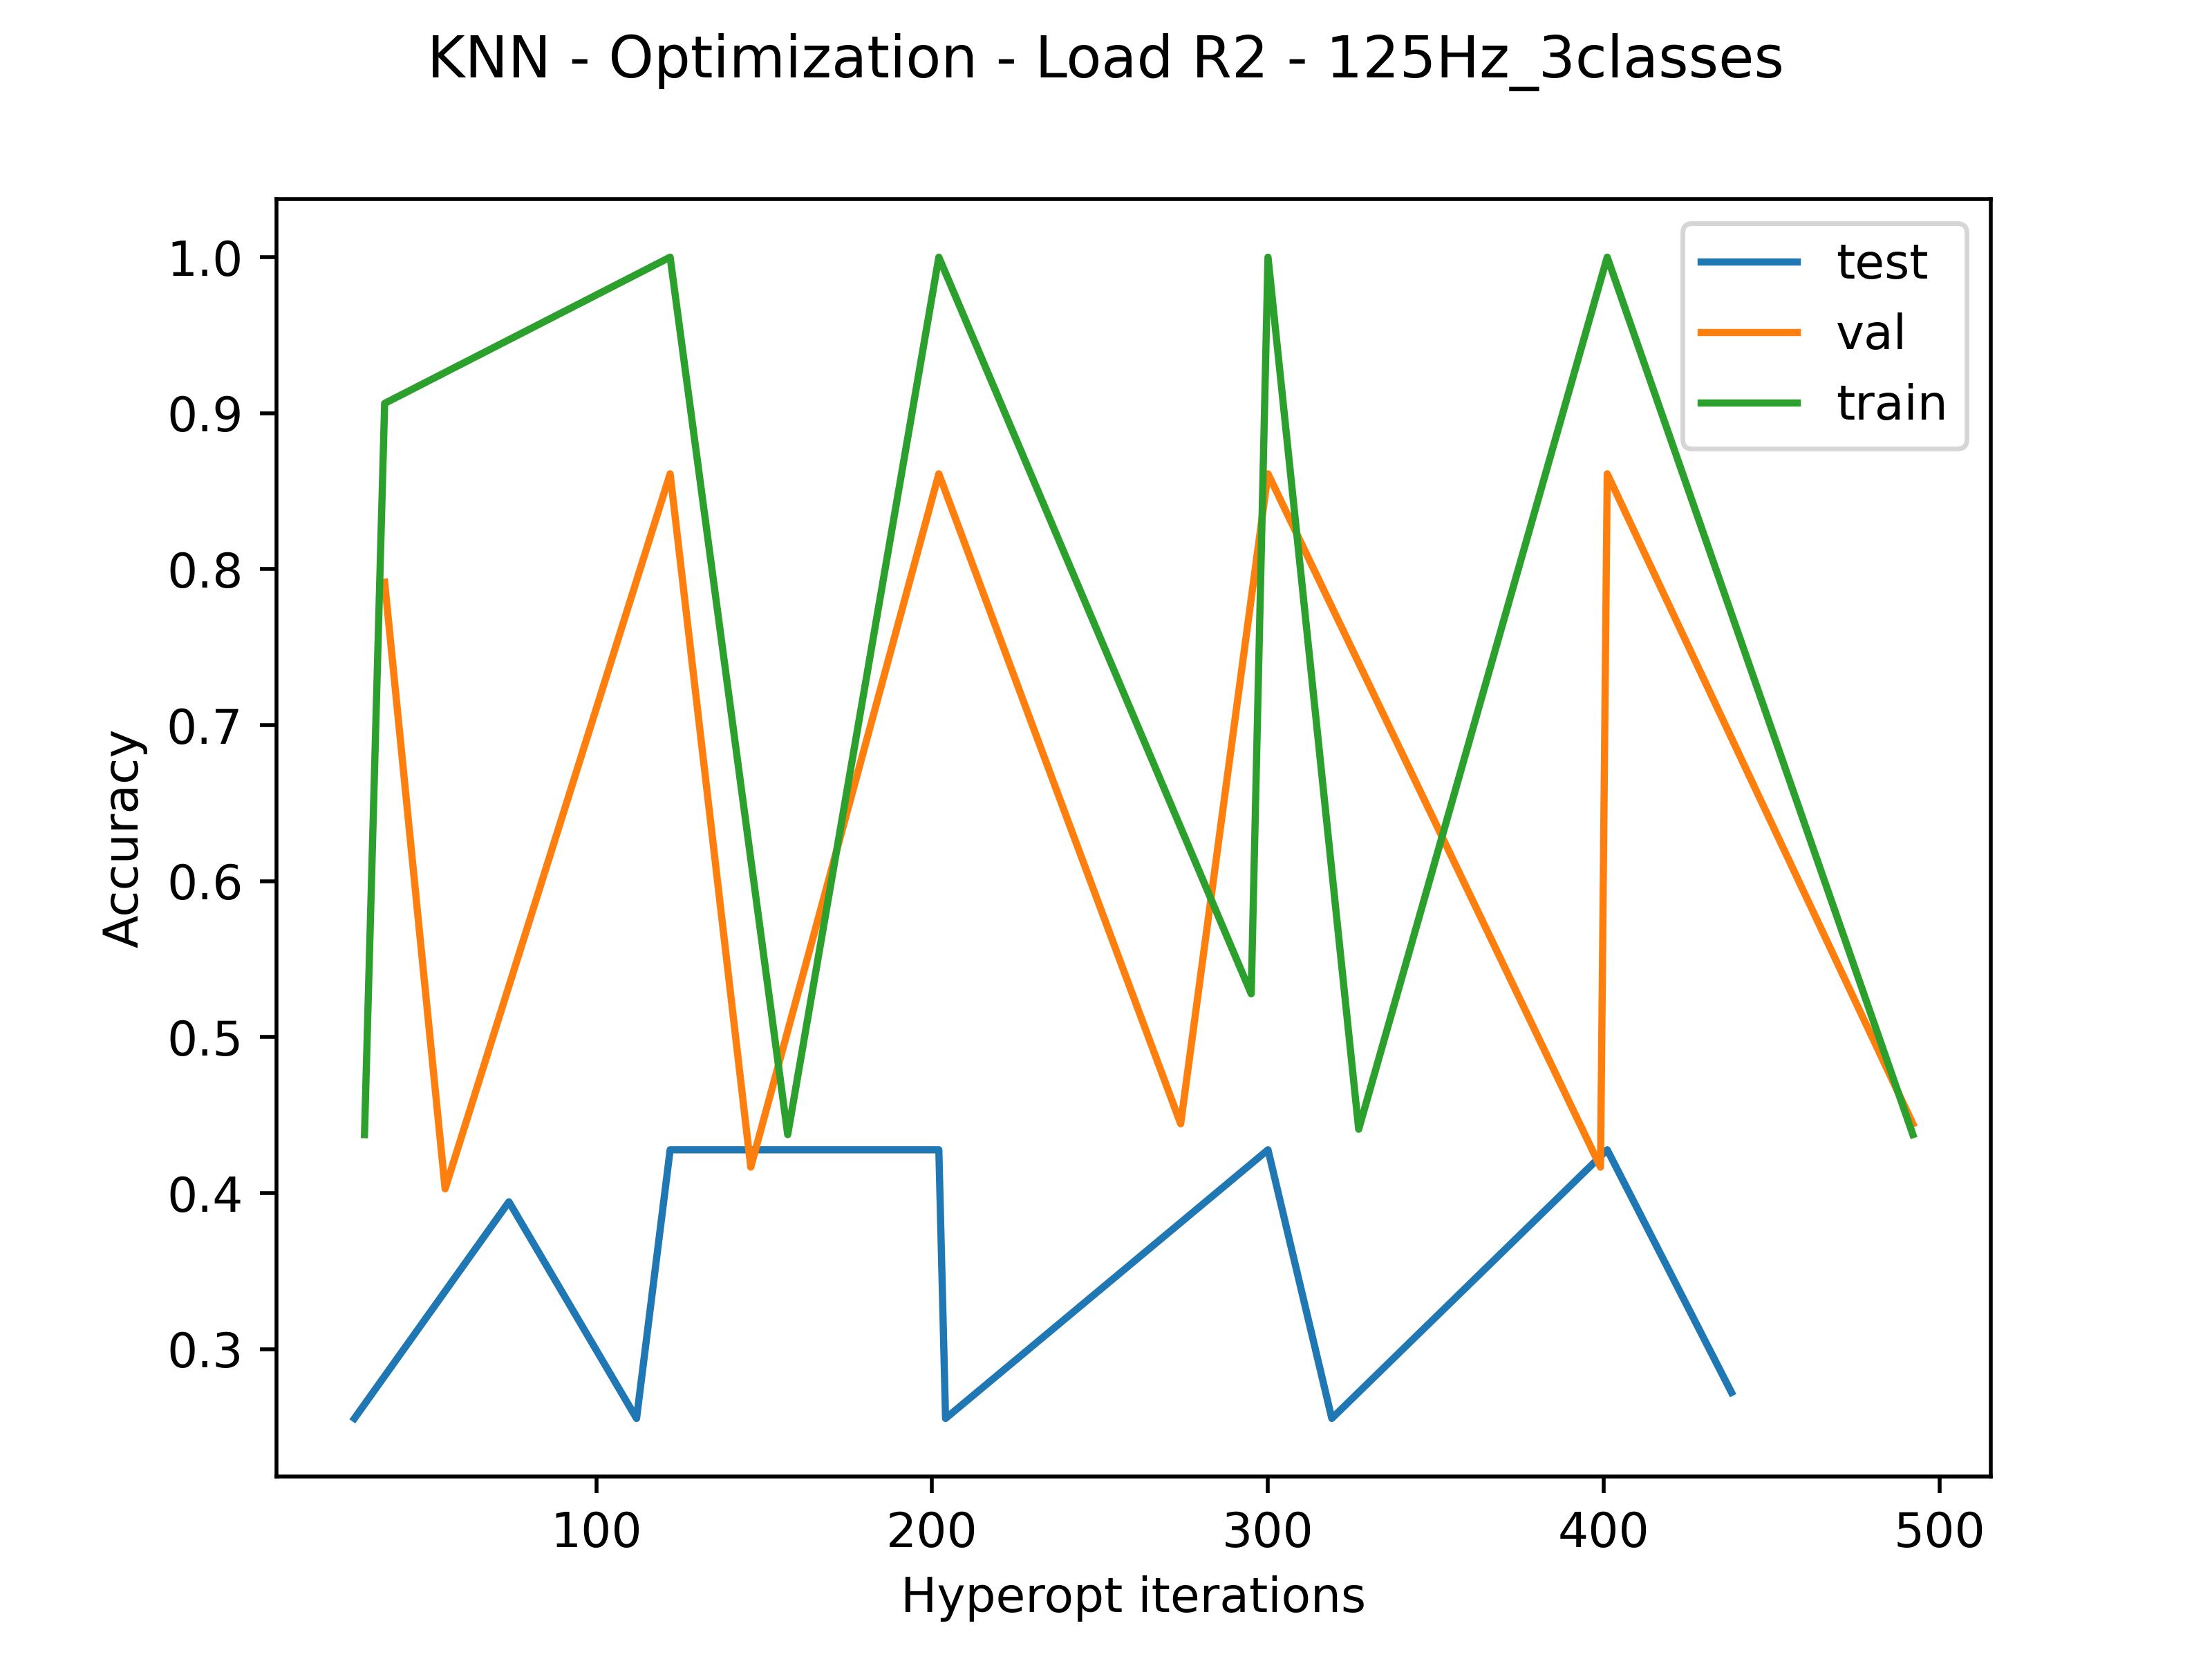 KNN - Optimization - Load R2 - 125Hz_3classes
test
val
train
1.0
0.9
0.8
0.7
0.6
0.5
0.4
0.3
Accuracy
100 200 300 400 500
Hyperopt iterations